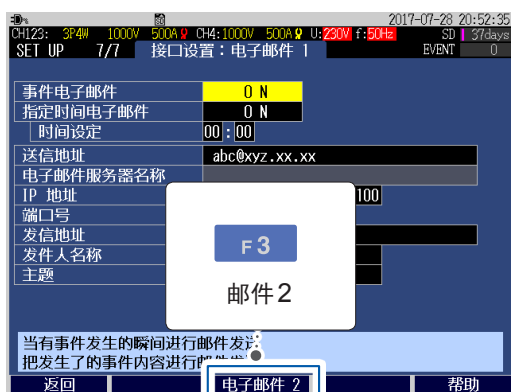 2017-07-28 20:52:35
CH123: 3P4W 1000V 500A CH4:1000V 500A U:230V f:50Hz SD 37days
SET UP 7/7 接口设置：电子邮件 1 EVENT 0
事件电子邮件 ON
指定时间电子邮件 ON
时间设定 00:00
送信地址 abc@xyz.xx.xx
电子邮件服务器名称
IP 地址 100
端口号
发信地址
发件人名称
主题
F3
邮件2
当有事件发生的瞬间进行邮件发送
把发生了的事件内容进行
返回 电子邮件 2 帮助